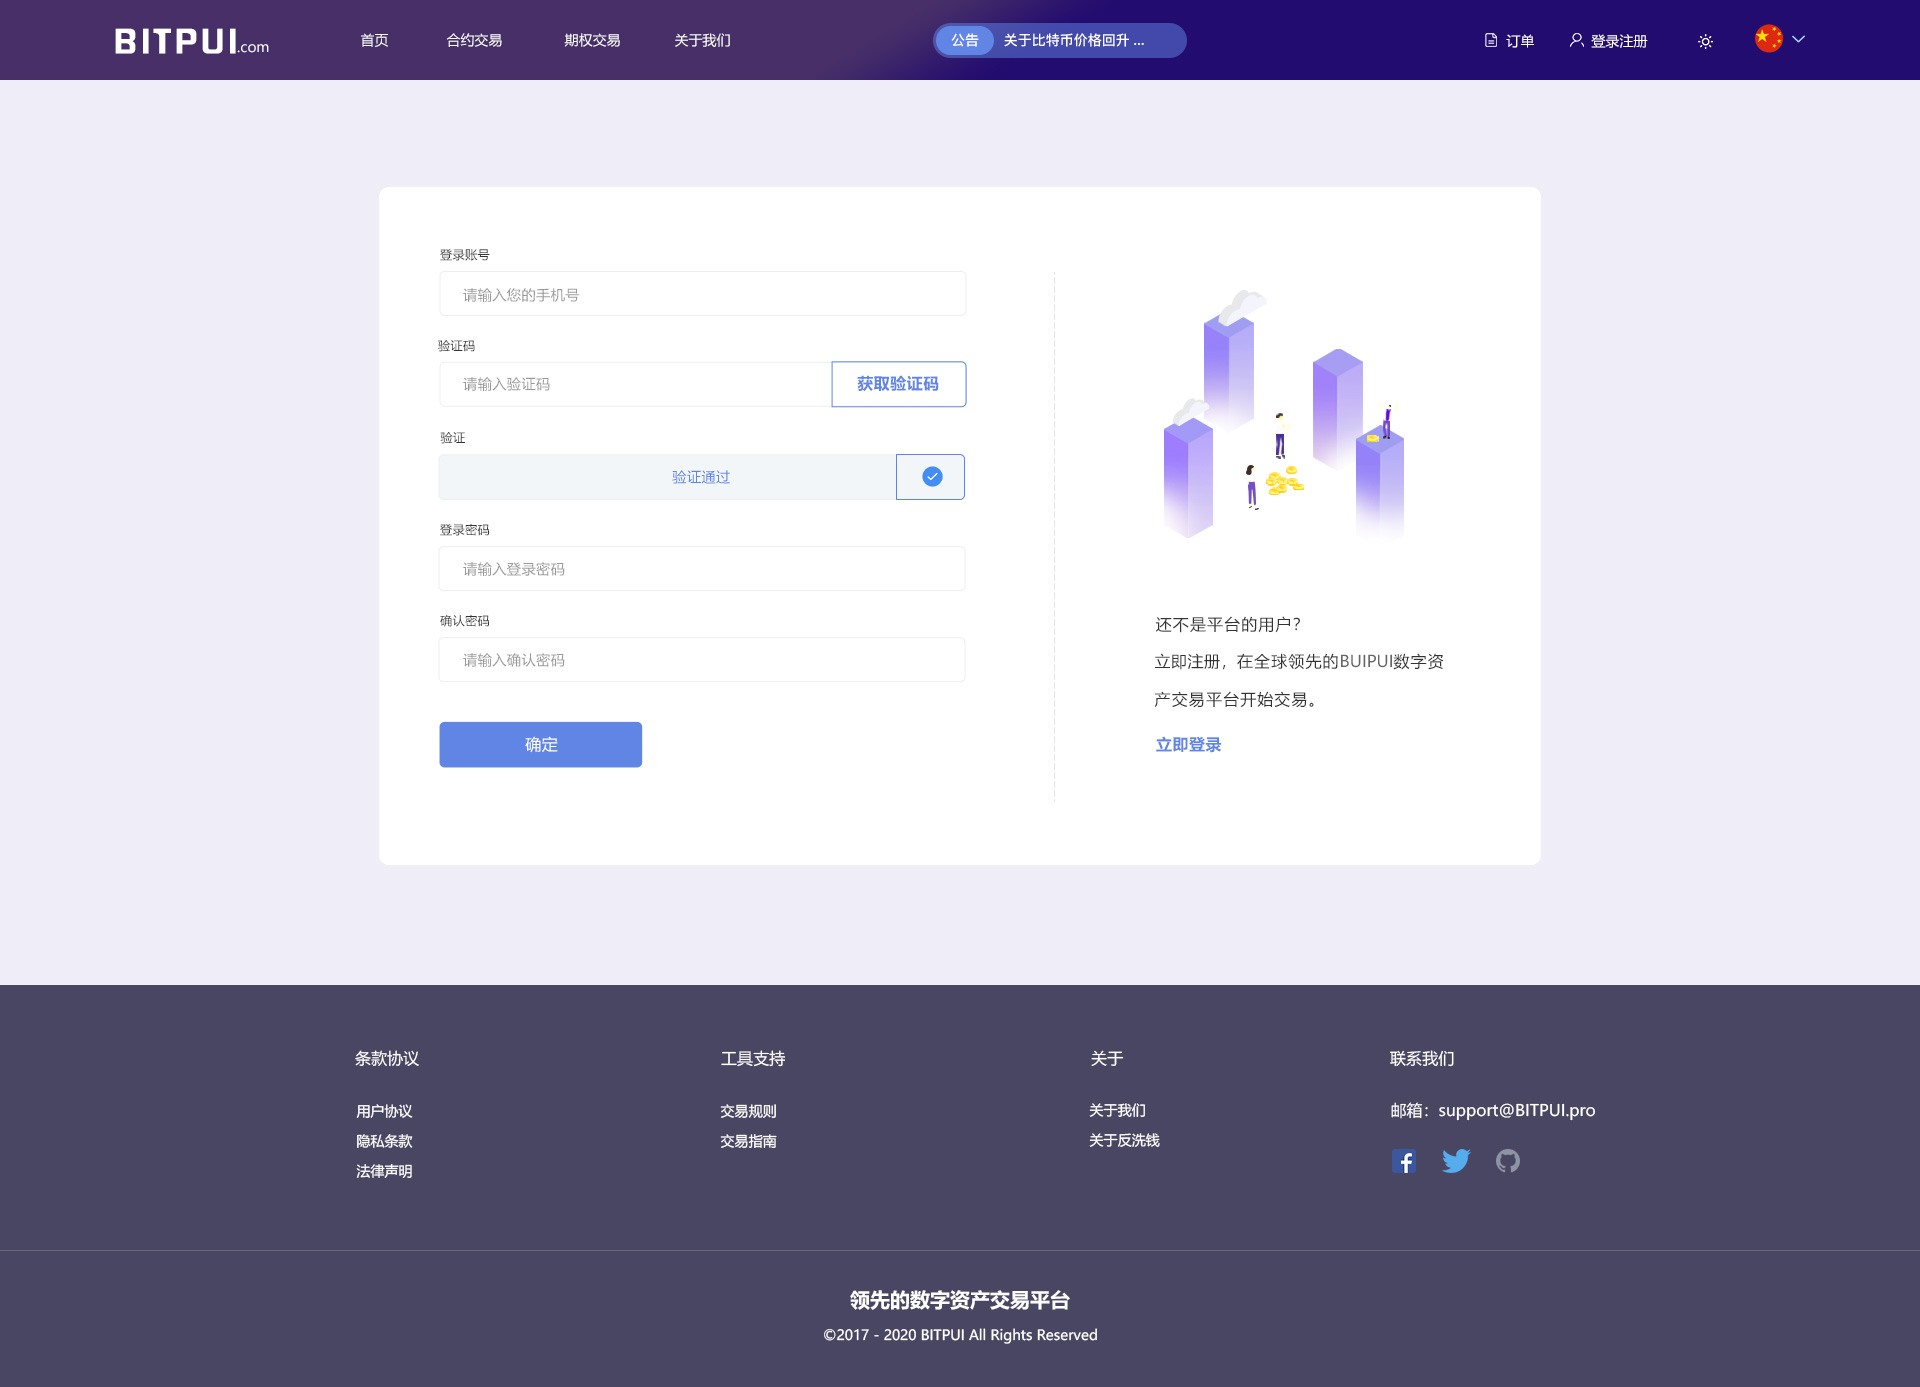 BITPUI.com
首页
合约交易
期权交易
关于我们
公告
关于比特币价格回升 ...
订单
登录注册
登录账号
请输入您的手机号
验证码
请输入验证码
获取验证码
验证
验证通过
登录密码
请输入登录密码
确认密码
请输入确认密码
确定
还不是平台的用户？
立即注册，在全球领先的BUIPUI数字资
产交易平台开始交易。
立即登录
条款协议
用户协议
隐私条款
法律声明
工具支持
交易规则
交易指南
关于
关于我们
关于反洗钱
联系我们
邮箱：support@BITPUI.pro
领先的数字资产交易平台
©2017 - 2020 BITPUI All Rights Reserved